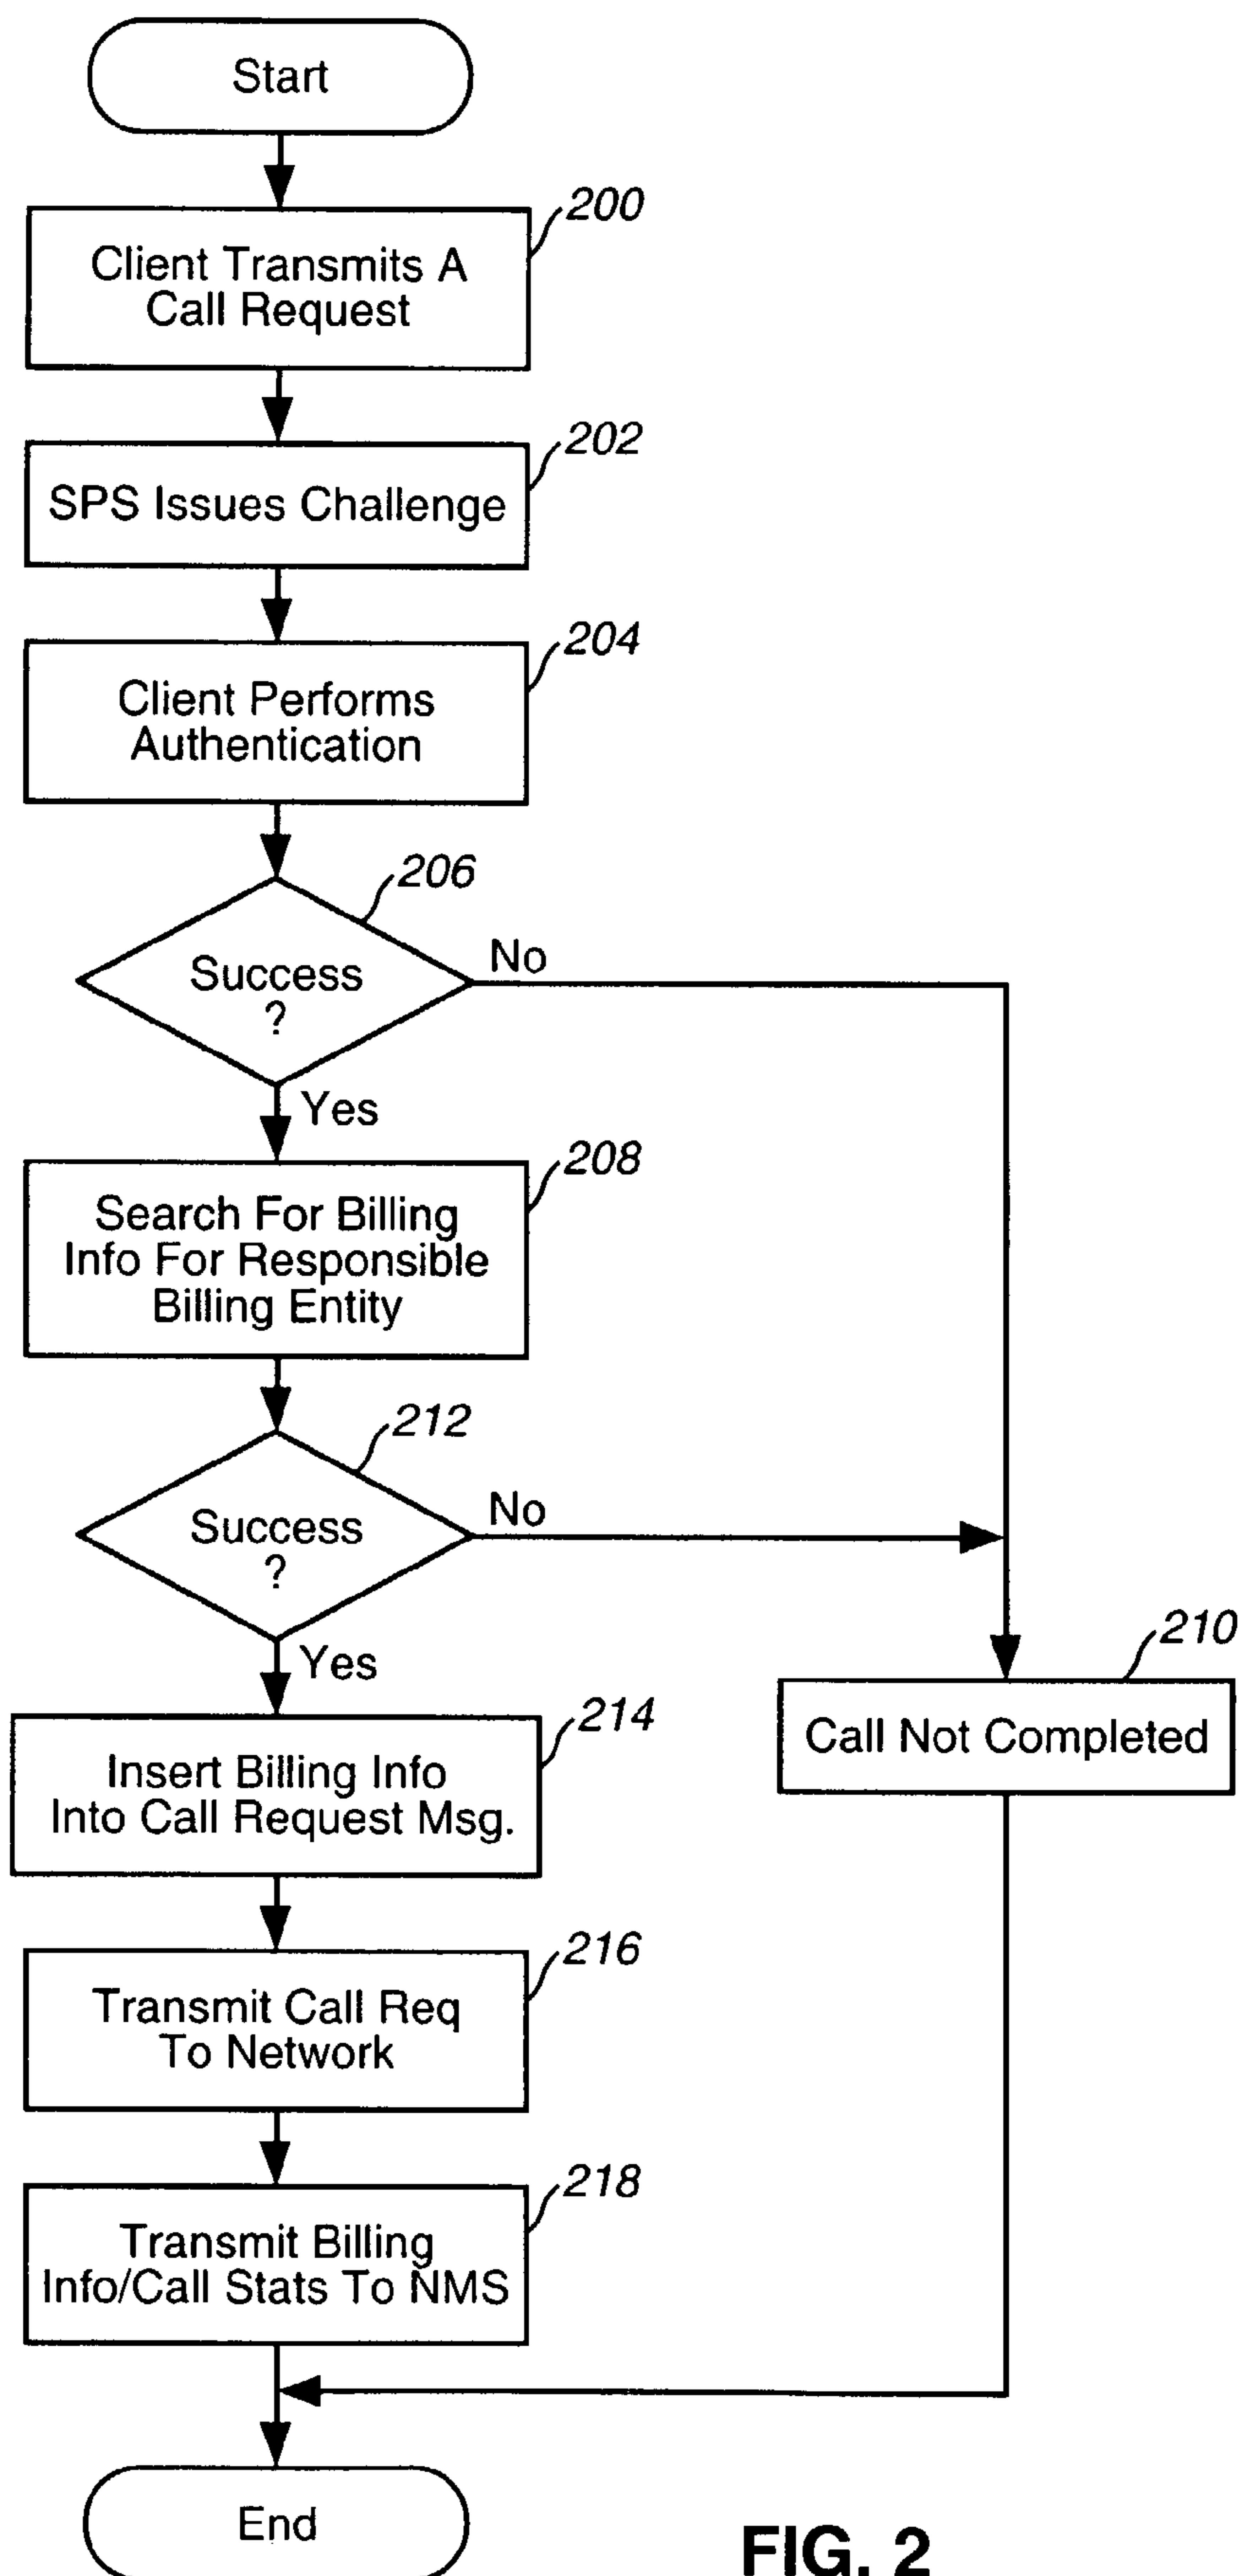 Start
200
Client Transmits A
Call Request
202
SPS Issues Challenge
204
Client Performs
Authentication
206
Success
?
No
Yes
208
Search For Billing
Info For Responsible
Billing Entity
212
Success
?
No
Yes
210
Call Not Completed
214
Insert Billing Info
Into Call Request Msg.
216
Transmit Call Req
To Network
218
Transmit Billing
Info/Call Stats To NMS
End
FIG. 2